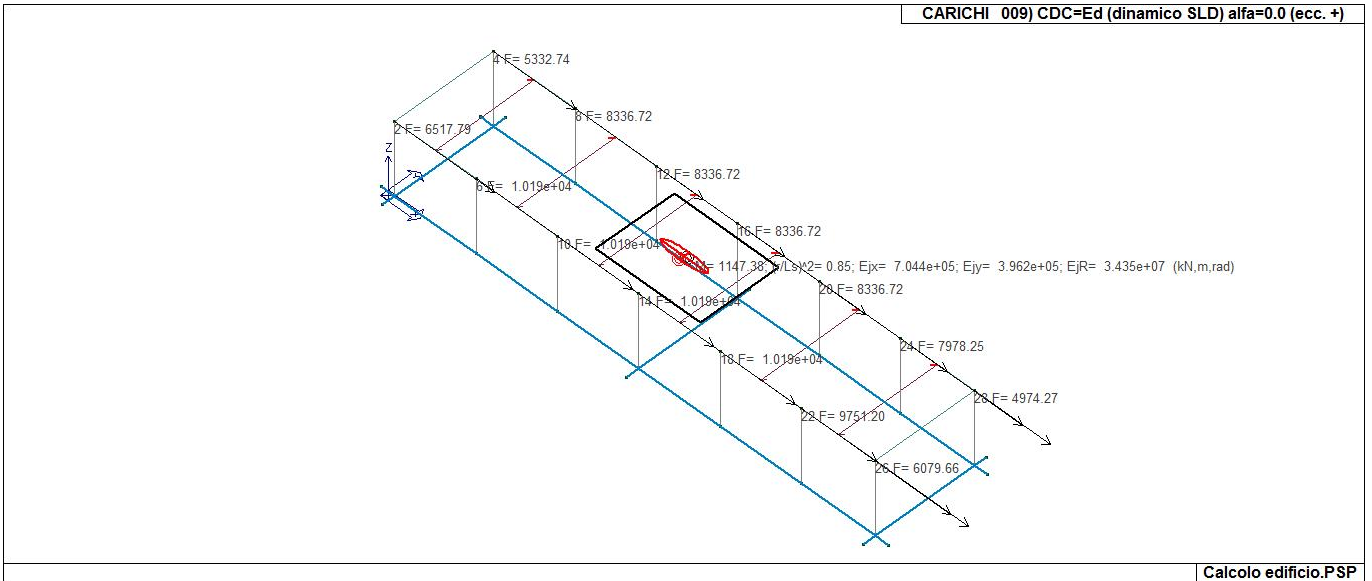 CARICHI 009) CDC=Ed (dinamico SLD) alfa=0.0 (ecc. +)
4 F= 5332.74
8 F= 8336.72
2 F= 6517.79
Z
12 F= 8336.72
6 F= 1.019e+04
16 F= 8336.72
10 F= 1.019e+04
= 1147.38; (r/Ls)^2= 0.85; Ejx= 7.044e+05; Ejy= 3.962e+05; EjR= 3.435e+07 (kN,m,rad)
20 F= 8336.72
14 F= 1.019e+04
24 F= 7978.25
18 F= 1.019e+04
28 F= 4974.27
22 F= 9751.20
26 F= 6079.66
Calcolo edificio.PSP